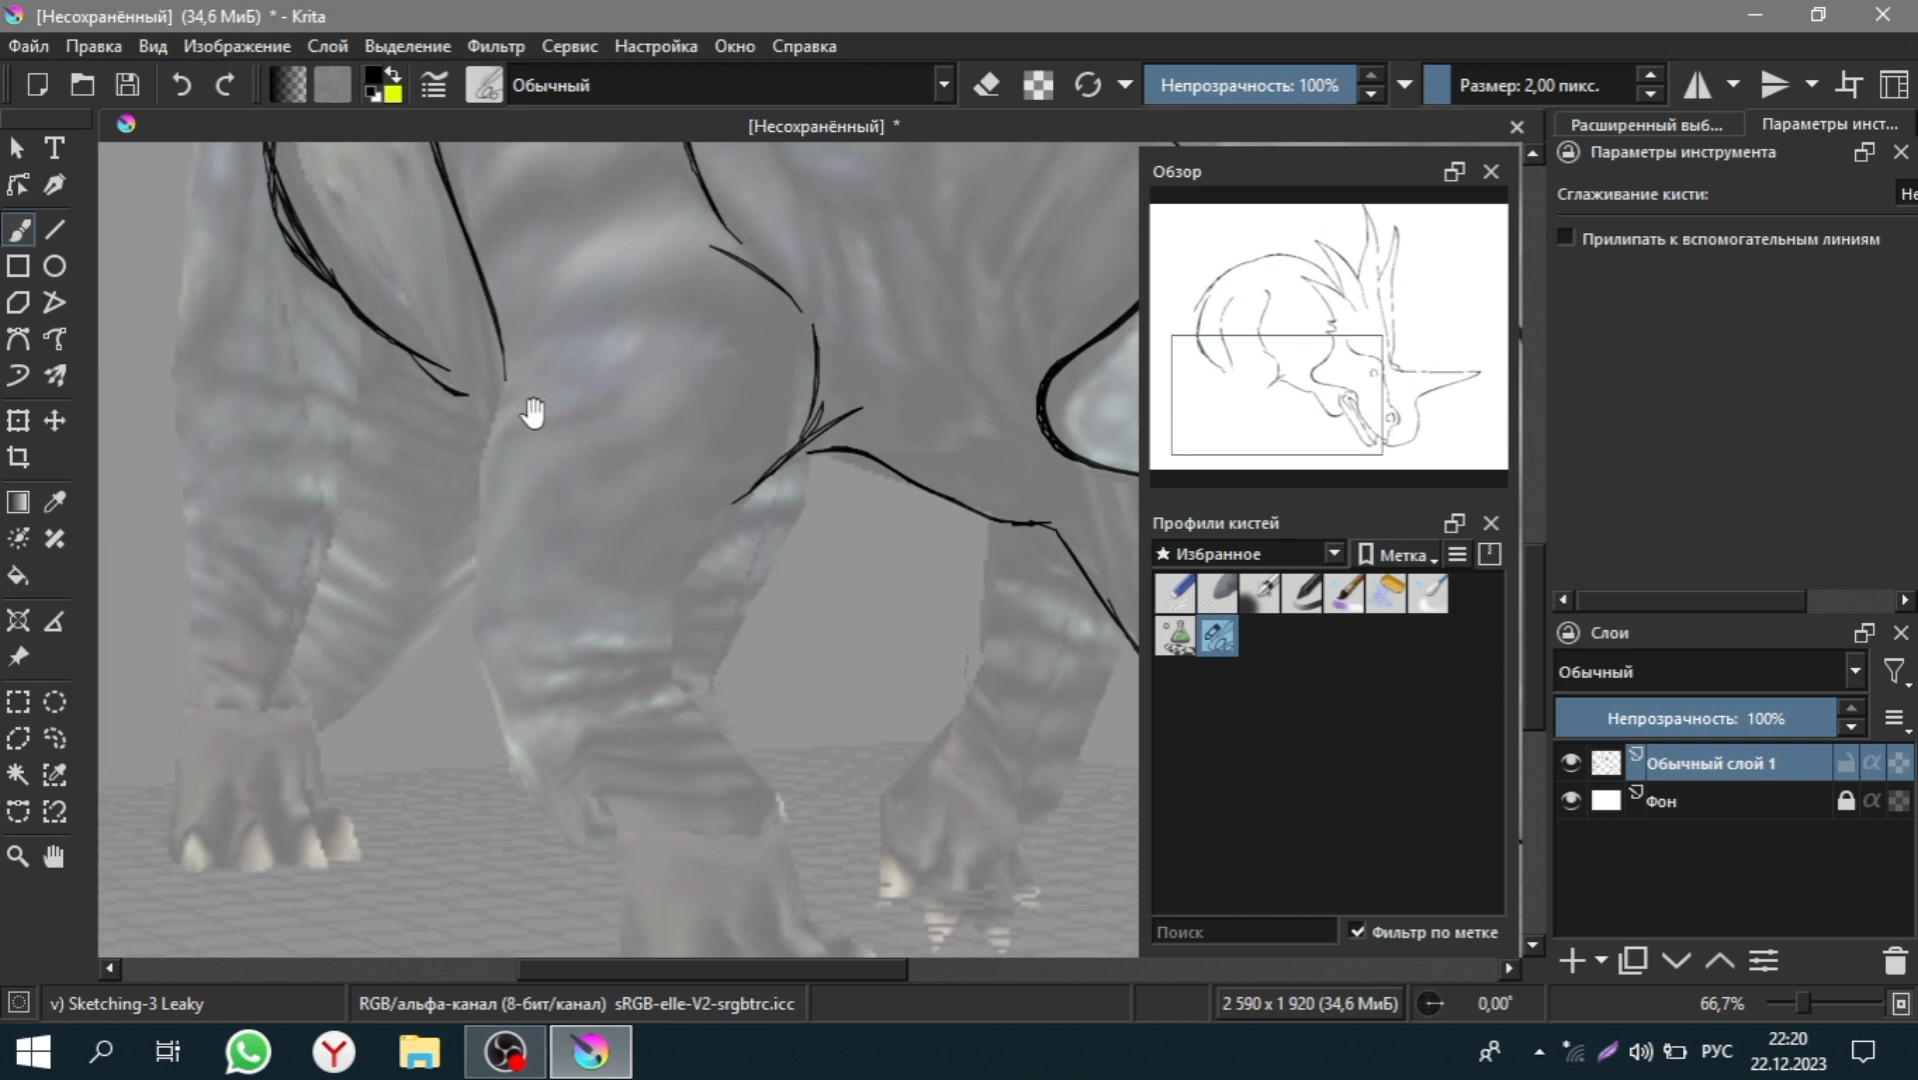 [Несохранённый] (34,6 МиБ) * - Krita
Файл Правка Вид Изображение Слой Выделение Фильтр Сервис Настройка Окно Справка
Обычный
Непрозрачность: 100%
Размер: 2,00 пикс.
[Несохранённый] *
Расширенный выб...
Параметры инст...
Параметры инструмента
Сглаживание кисти:
Не
Прилипать к вспомогательным линиям
Обзор
Профили кистей
Избранное
Метка
Поиск
Фильтр по метке
Слои
Обычный
Непрозрачность: 100%
Обычный слой 1
Фон
v) Sketching-3 Leaky
RGB/альфа-канал (8-бит/канал) sRGB-elle-V2-srgbtrc.icc
2 590 x 1 920 (34,6 МиБ)
0,00°
66,7%
РУС
22:20
22.12.2023